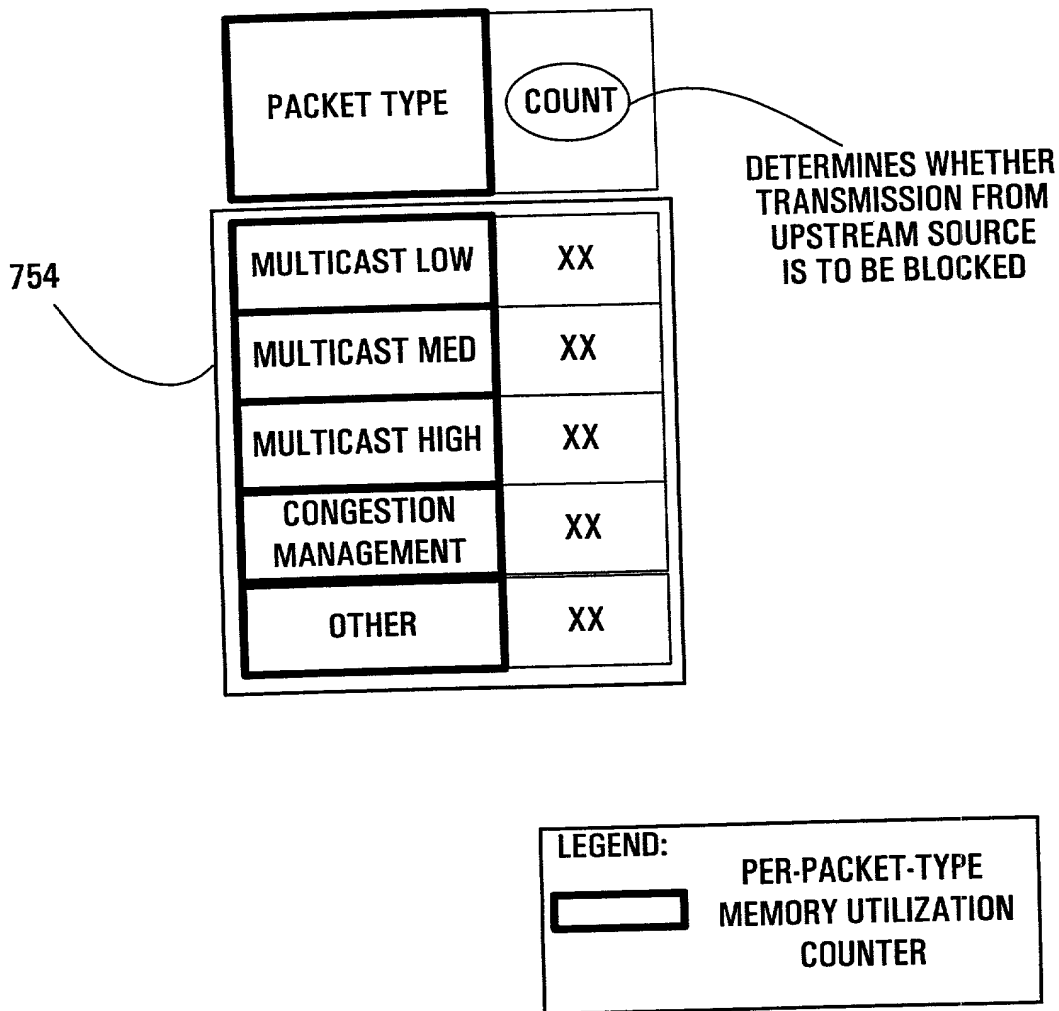 PACKET TYPE
COUNT
DETERMINES WHETHER
TRANSMISSION FROM
UPSTREAM SOURCE
IS TO BE BLOCKED
754
MULTICAST LOW
XX
MULTICAST MED
XX
MULTICAST HIGH
XX
CONGESTION
MANAGEMENT
XX
OTHER
XX
LEGEND:
PER-PACKET-TYPE
MEMORY UTILIZATION
COUNTER